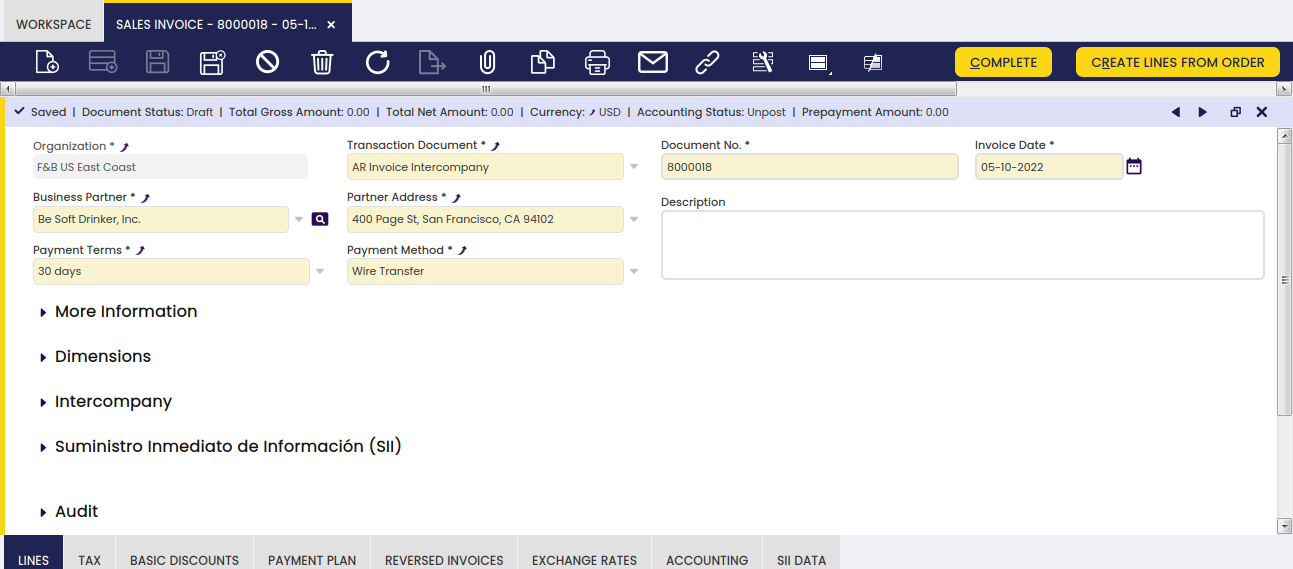 WORKSPACE
SALES INVOICE - 8000018 - 05-1...
COMPLETE
CREATE LINES FROM ORDER
Saved | Document Status: Draft | Total Gross Amount: 0.00 | Total Net Amount: 0.00 | Currency: USD | Accounting Status: Unpost | Prepayment Amount: 0.00
Organization * Transaction Document * Document No. * Invoice Date *
F&B US East Coast AR Invoice Intercompany 8000018 05-10-2022
Business Partner * Partner Address * Description
Be Soft Drinker, Inc. 400 Page St, San Francisco, CA 94102
Payment Terms * Payment Method *
30 days Wire Transfer
More Information
Dimensions
Intercompany
Suministro Inmediato de Información (SII)
Audit
LINES TAX BASIC DISCOUNTS PAYMENT PLAN REVERSED INVOICES EXCHANGE RATES ACCOUNTING SII DATA